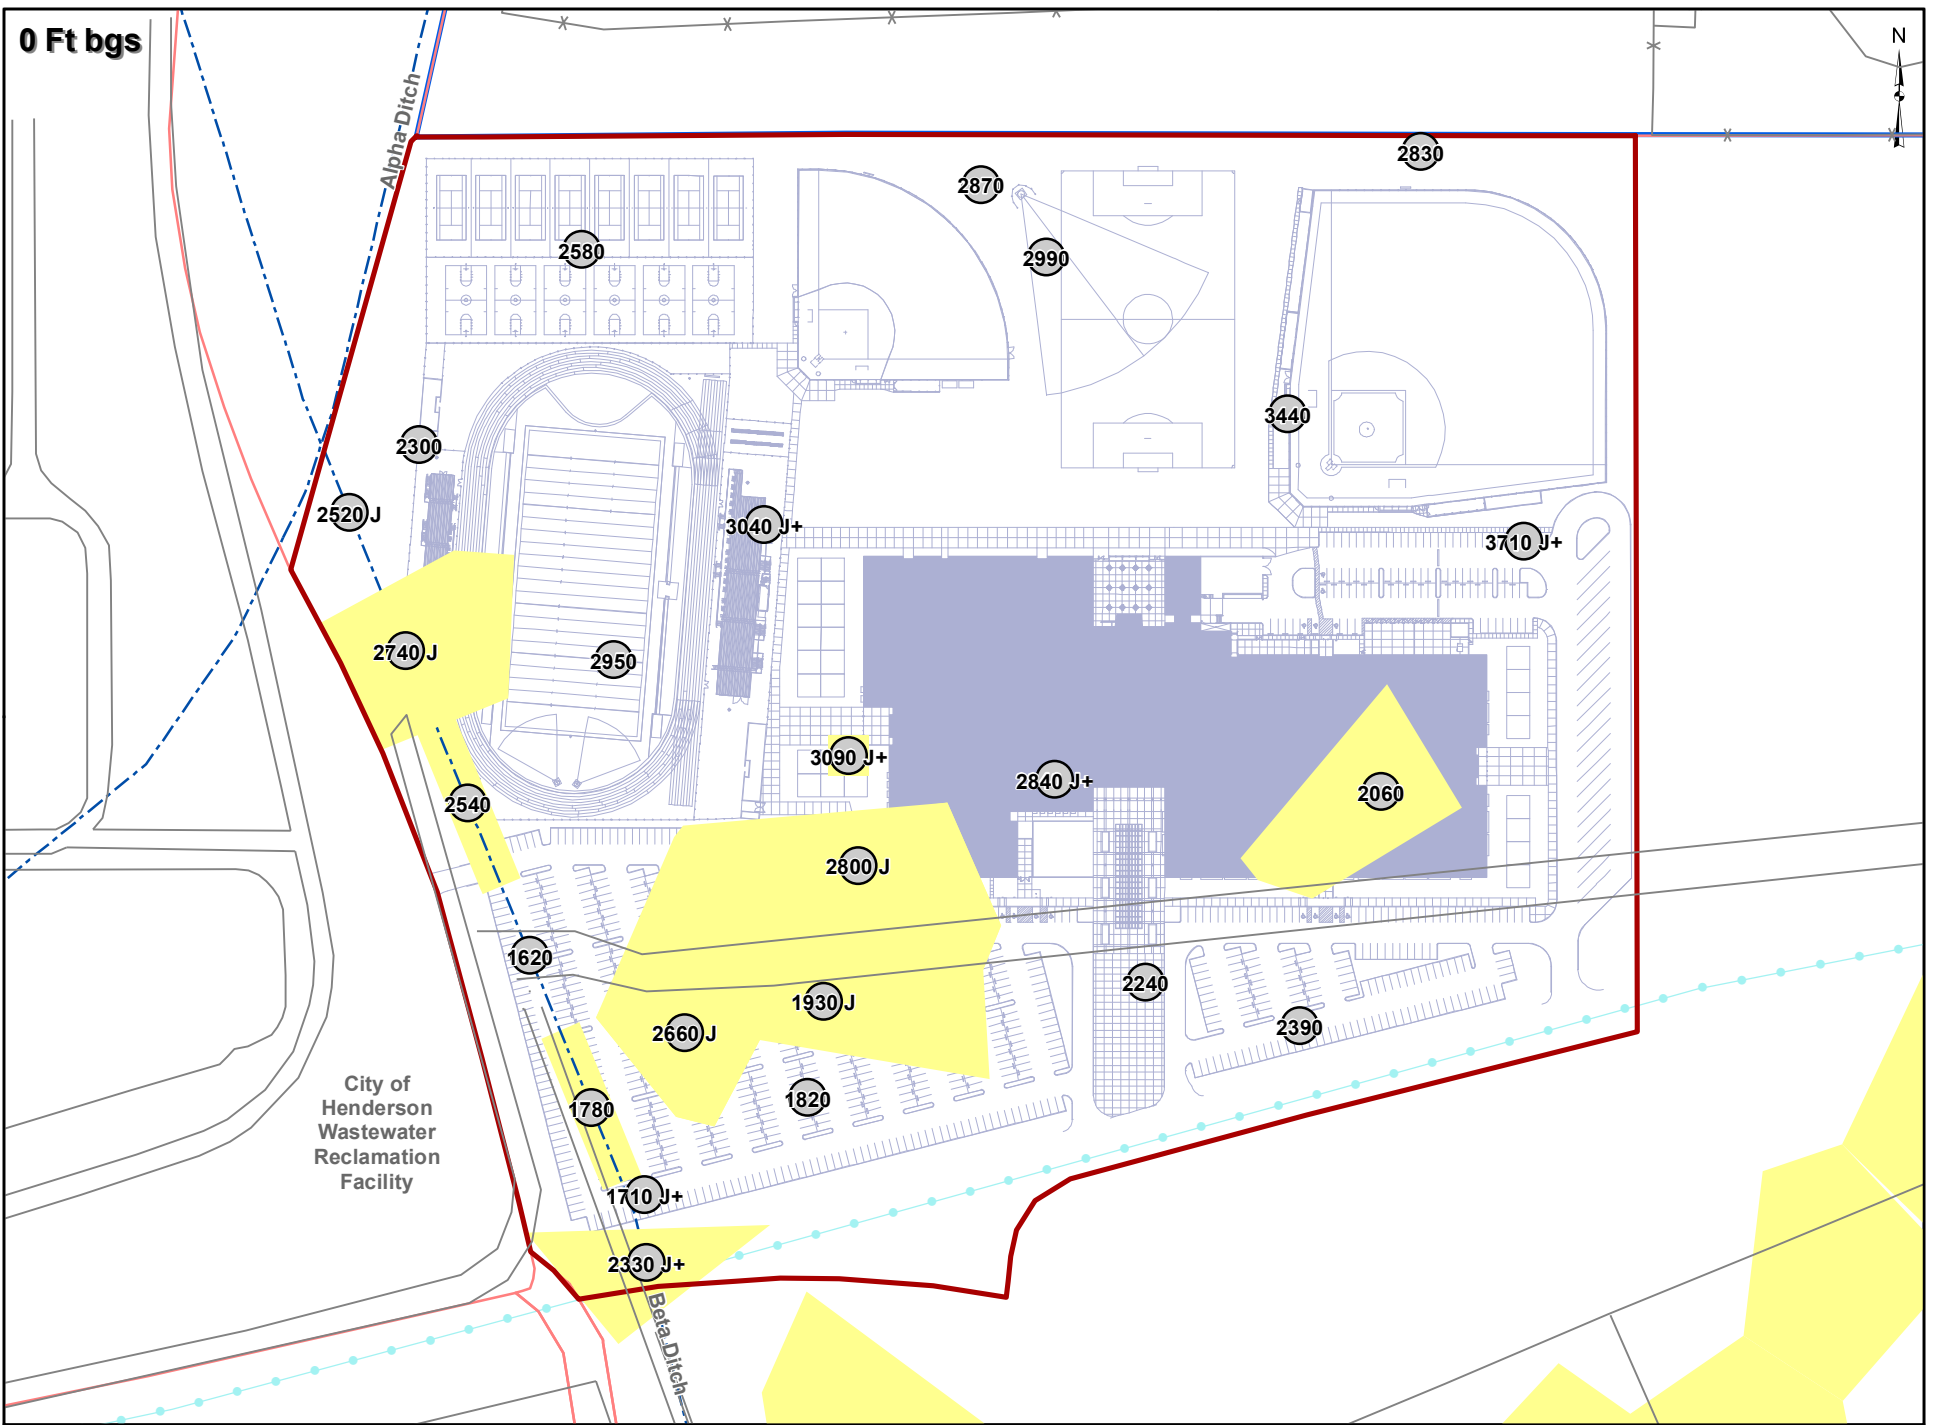 0 Ft bgs
N
Alpha Ditch
2830
2870
2580
2990
3440
2300
2520 J
3040 J+
3710 J+
2740 J
2950
3090 J+
2840 J+
2060
2540
2800 J
1620
2240
1930 J
2390
2660 J
1820
1780
City of
Henderson
Wastewater
Reclamation
Facility
1710 J+
2330 J+
Beta Ditch